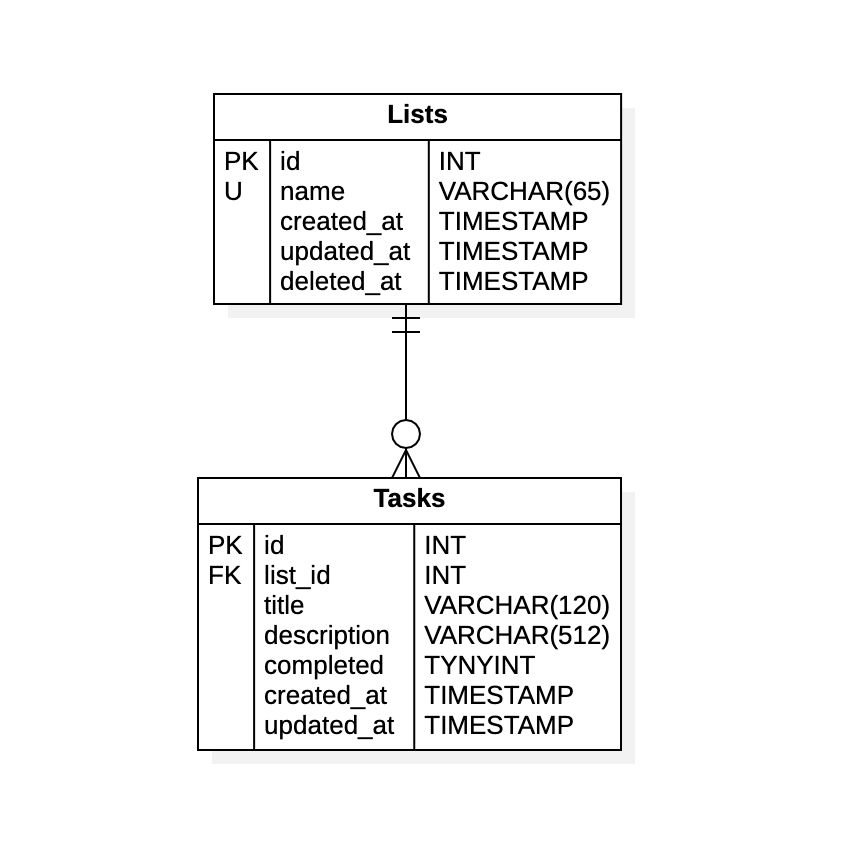 Lists
PK id INT
U name VARCHAR(65)
created_at TIMESTAMP
updated_at TIMESTAMP
deleted_at TIMESTAMP
Tasks
PK id INT
FK list_id INT
title VARCHAR(120)
description VARCHAR(512)
completed TYNYINT
created_at TIMESTAMP
updated_at TIMESTAMP